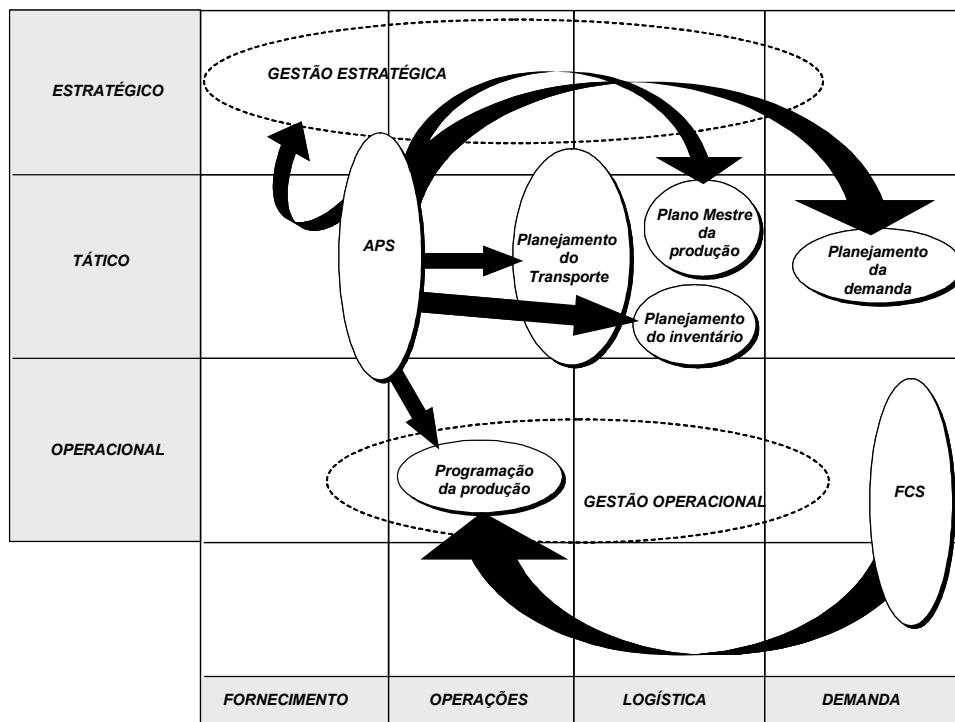 ESTRATÉGICO
GESTÃO ESTRATÉGICA
TÁTICO
APS
Planejamento
do
Transporte
Plano Mestre
da
produção
Planejamento
do inventário
Planejamento
da
demanda
OPERACIONAL
Programação
da produção
GESTÃO OPERACIONAL
FCS
FORNECIMENTO
OPERAÇÕES
LOGÍSTICA
DEMANDA